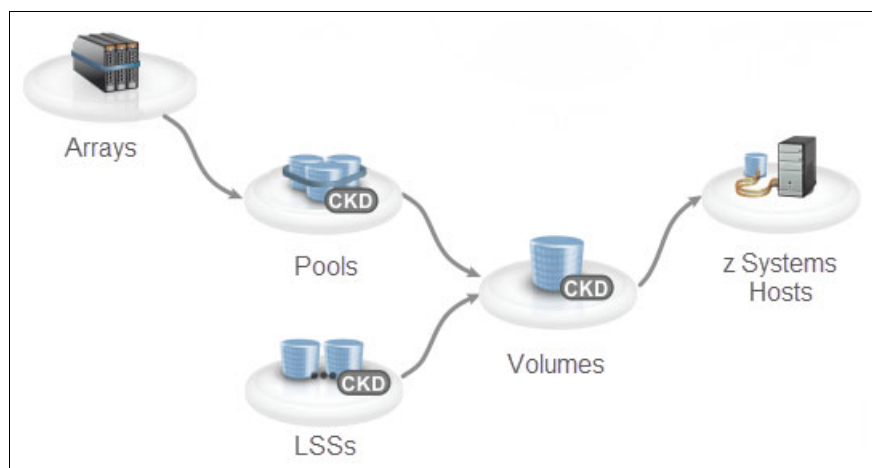 Arrays
CKD
Pools
z Systems
Hosts
CKD
Volumes
CKD
LSSs